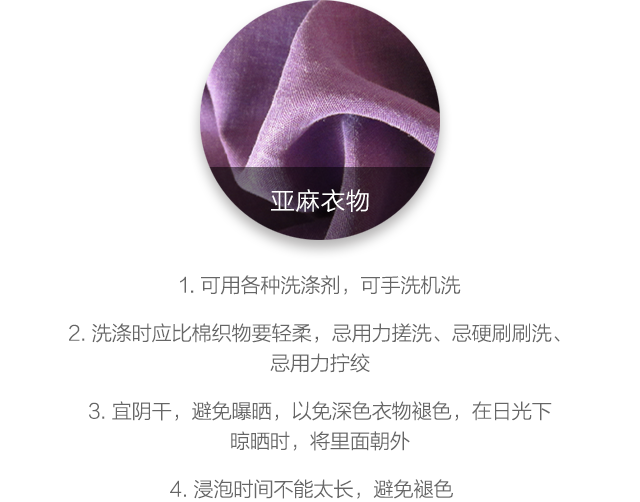 亚麻衣物
1. 可用各种洗涤剂，可手洗机洗
2. 洗涤时应比棉织物要轻柔，忌用力搓洗、忌硬刷刷洗、
忌用力拧绞
3. 宜阴干，避免曝晒，以免深色衣物褪色，在日光下
晾晒时，将里面朝外
4. 浸泡时间不能太长，避免褪色